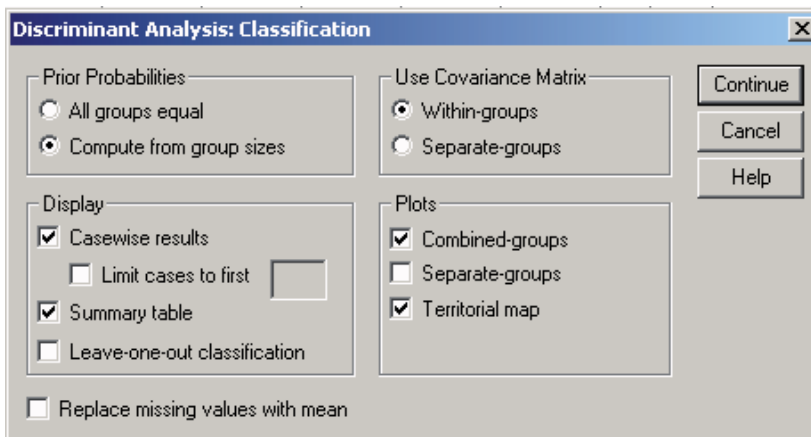 Discriminant Analysis: Classification
Prior Probabilities
All groups equal
Compute from group sizes
Use Covariance Matrix
Within-groups
Separate-groups
Continue
Cancel
Help
Display
Casewise results
Limit cases to first
Summary table
Leave-one-out classification
Plots
Combined-groups
Separate-groups
Territorial map
Replace missing values with mean